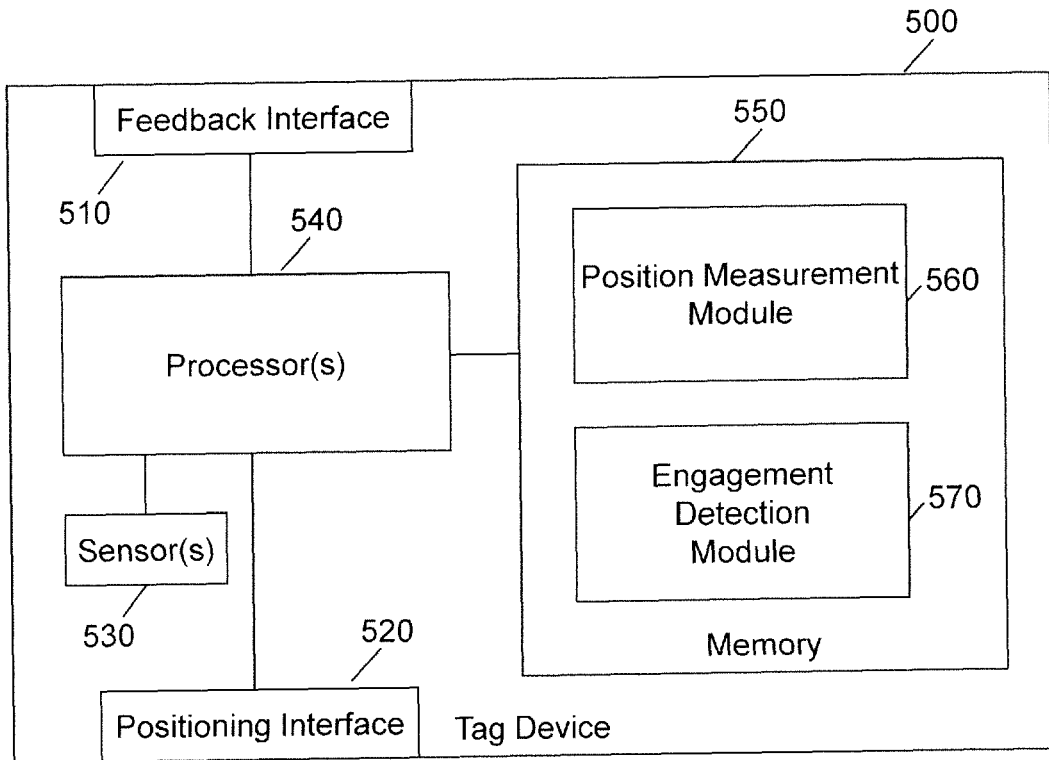 500
Feedback Interface
510
550
540
Position Measurement
Module
560
Processor(s)
Engagement
Detection
Module
570
Sensor(s)
530
520
Memory
Positioning Interface
Tag Device